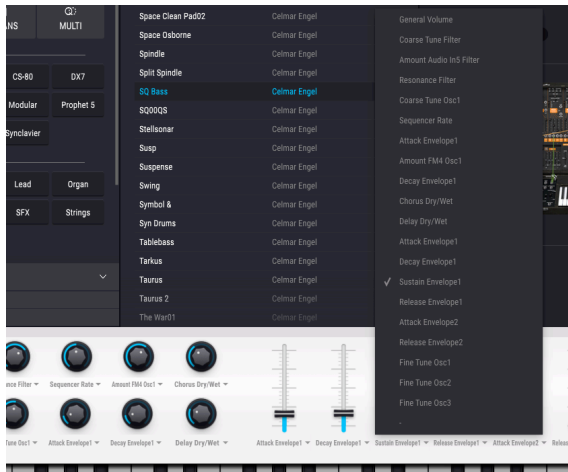 NS
MULTI
CS-80
DX7
Modular
Prophet 5
Synclavier
Lead
Organ
SFX
Strings
Space Clean Pad02 Celmar Engel
Space Osborne Celmar Engel
Spindle Celmar Engel
Split Spindle Celmar Engel
SQ Bass Celmar Engel
SQ00QS Celmar Engel
Stellsonar Celmar Engel
Susp Celmar Engel
Suspense Celmar Engel
Swing Celmar Engel
Symbol & Celmar Engel
Syn Drums Celmar Engel
Tablebass Celmar Engel
Tarkus Celmar Engel
Taurus Celmar Engel
Taurus 2 Celmar Engel
The War01 Celmar Engel
General Volume
Coarse Tune Filter
Amount Audio In5 Filter
Resonance Filter
Coarse Tune Osc1
Sequencer Rate
Attack Envelope1
Amount FM4 Osc1
Decay Envelope1
Chorus Dry/Wet
Delay Dry/Wet
Attack Envelope1
Decay Envelope1
Sustain Envelope1
Release Envelope1
Attack Envelope2
Release Envelope2
Fine Tune Osc1
Fine Tune Osc2
Fine Tune Osc3
-
nance Filter Sequencer Rate Amount FM4 Osc1 Chorus Dry/Wet
Tune Osc1 Attack Envelope1 Decay Envelope1 Delay Dry/Wet Attack Envelope1 Decay Envelope1 Sustain Envelope1 Release Envelope1 Attack Envelope2 Releas